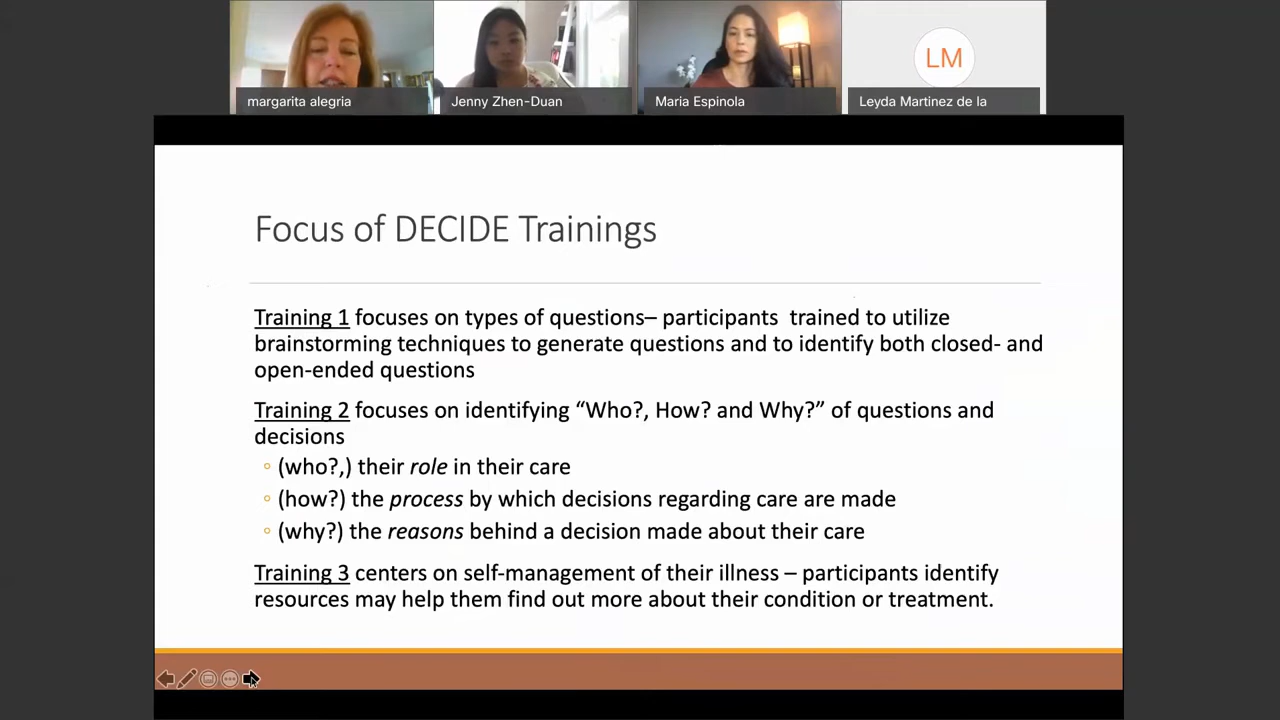 margarita alegria
Jenny Zhen-Duan
Maria Espinola
LM
Leyda Martinez de la
Focus of DECIDE Trainings
Training 1 focuses on types of questions– participants  trained to utilize
brainstorming techniques to generate questions and to identify both closed- and
open-ended questions
Training 2 focuses on identifying “Who?, How? and Why?” of questions and
decisions
(who?,) their role in their care
(how?) the process by which decisions regarding care are made
(why?) the reasons behind a decision made about their care
Training 3 centers on self-management of their illness – participants identify
resources may help them find out more about their condition or treatment.